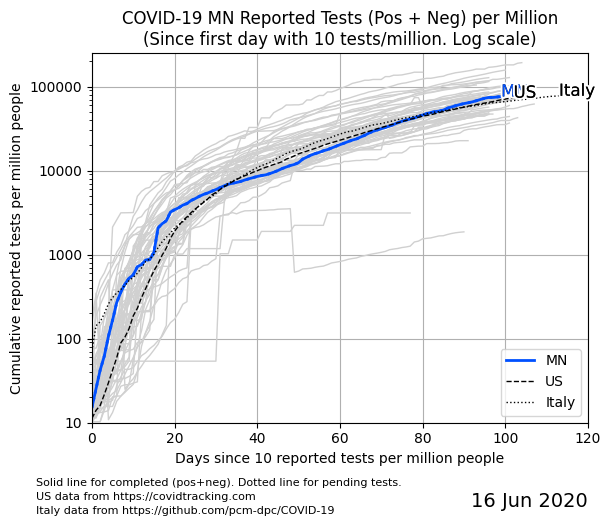 COVID-19 MN Reported Tests (Pos + Neg) per Million
(Since first day with 10 tests/million. Log scale)
Cumulative reported tests per million people
100000
10000
1000
100
10
MN
US
Italy
MN
US
Italy
0 20 40 60 80 100 120
Days since 10 reported tests per million people
Solid line for completed (pos+neg). Dotted line for pending tests.
US data from https://covidtracking.com
Italy data from https://github.com/pcm-dpc/COVID-19
16 Jun 2020